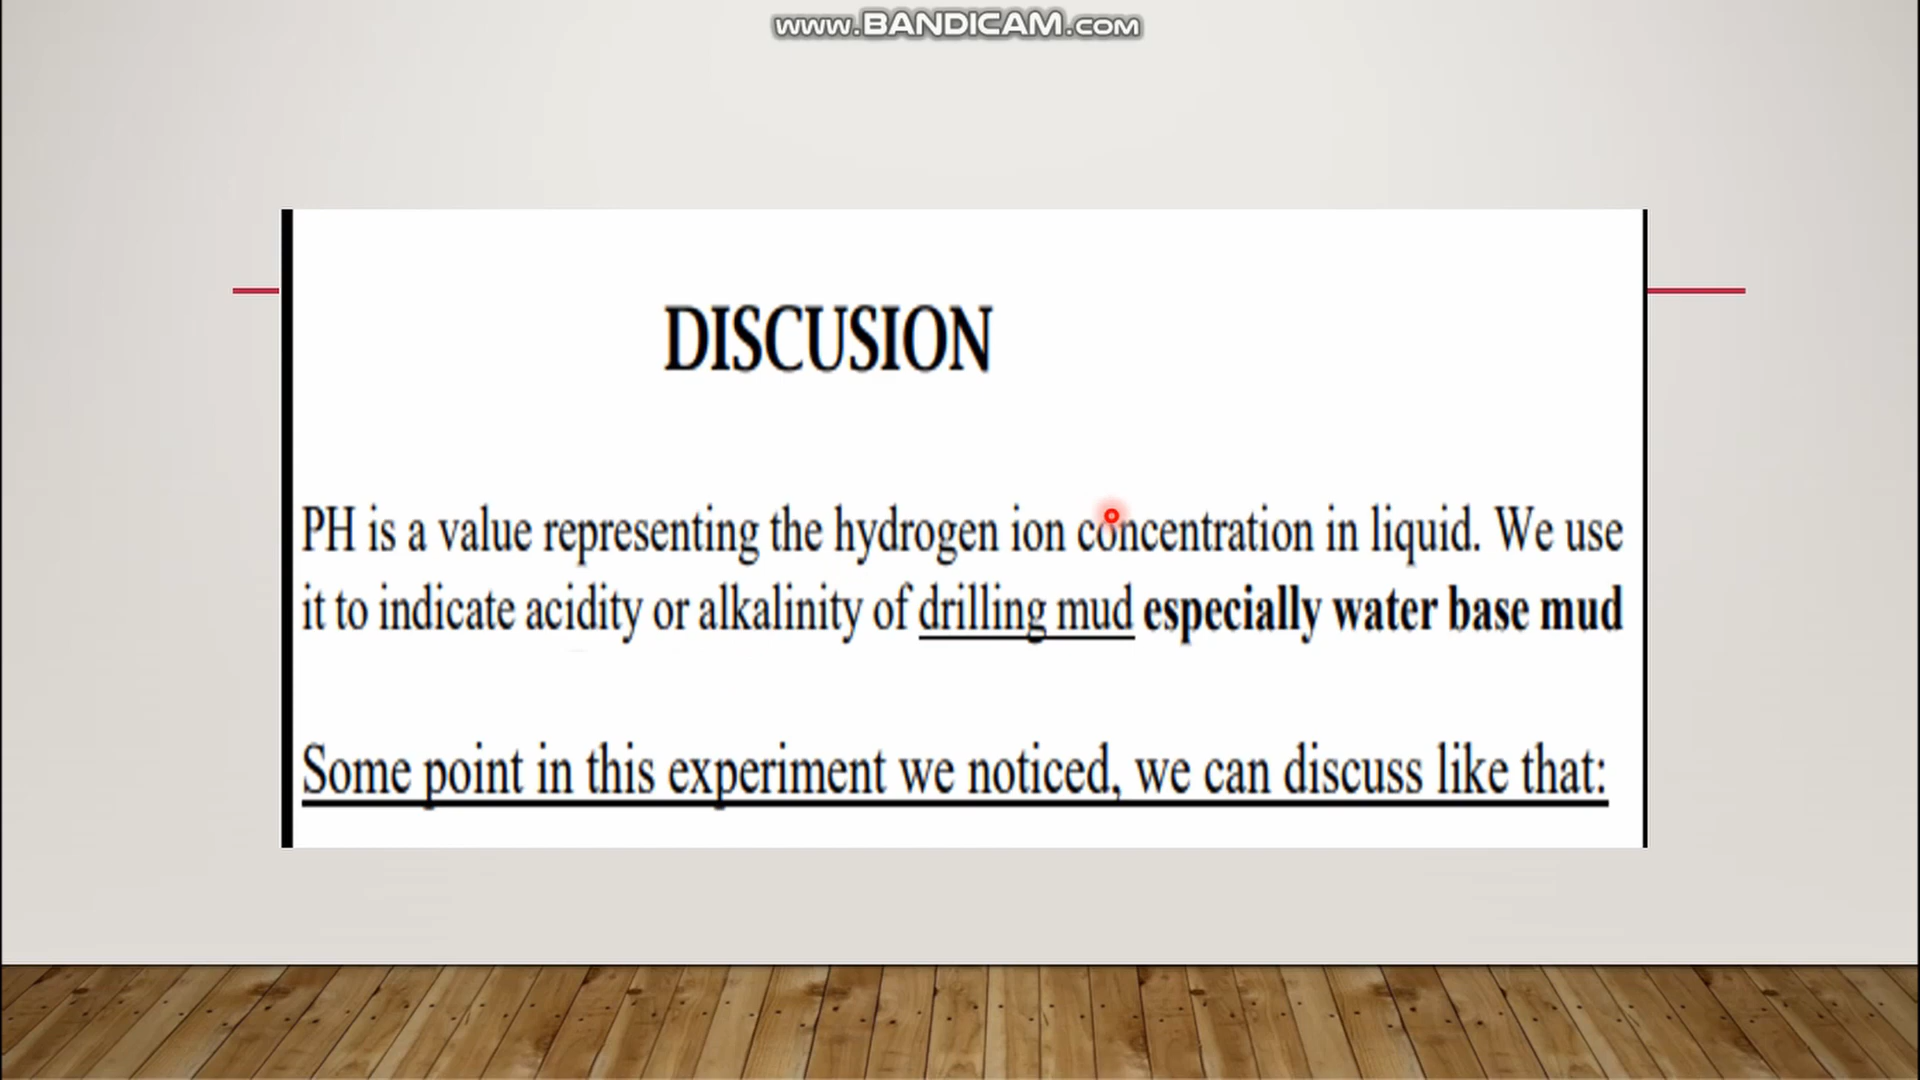 www.BANDICAM.com
DISCUSION
PH is a value representing the hydrogen ion concentration in liquid. We use
it to indicate acidity or alkalinity of drilling mud especially water base mud
Some point in this experiment we noticed, we can discuss like that: